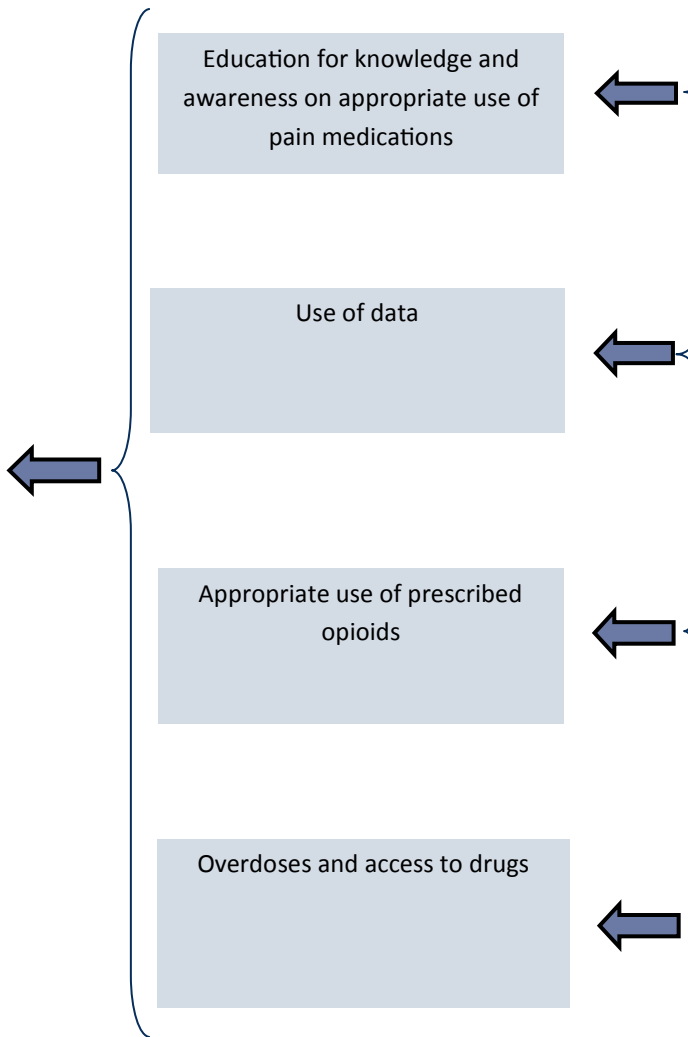 Education for knowledge and
awareness on appropriate use of
pain medications
Use of data
Appropriate use of prescribed
opioids
Overdoses and access to drugs